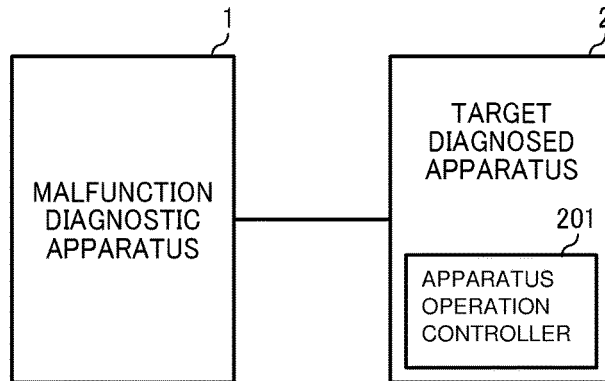 1
MALFUNCTION
DIAGNOSTIC
APPARATUS
2
TARGET
DIAGNOSED
APPARATUS
201
APPARATUS
OPERATION
CONTROLLER